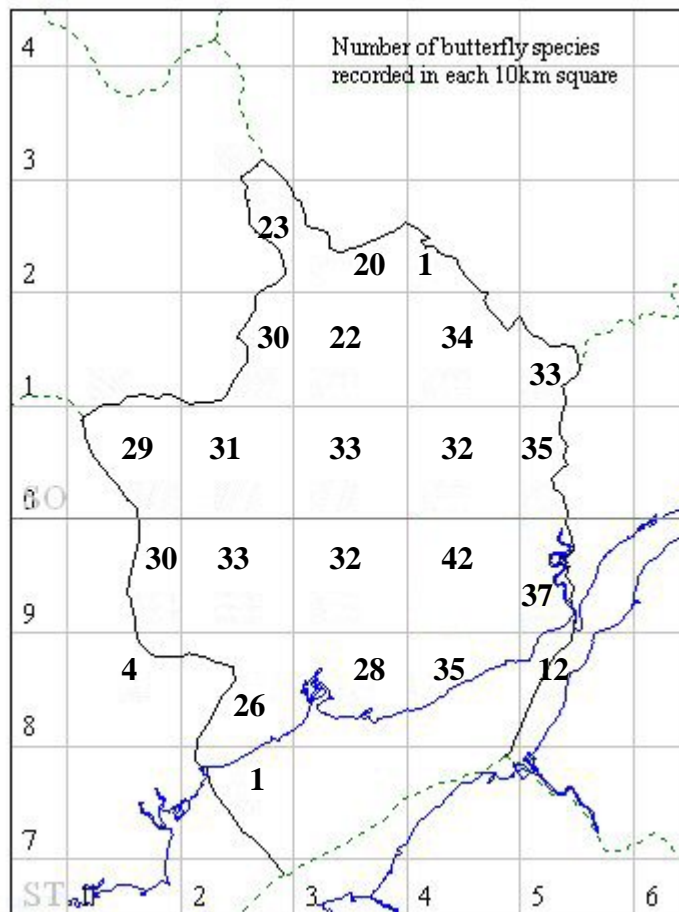 4
Number of butterfly species
recorded in each 10km square
3
23
20 1
2
30 22 34
33
1
29 31 33 32 35
SO
0
30 33 32 42
37
9
4 28 35 12
26
8
1
7
ST 1 2 3 4 5 6